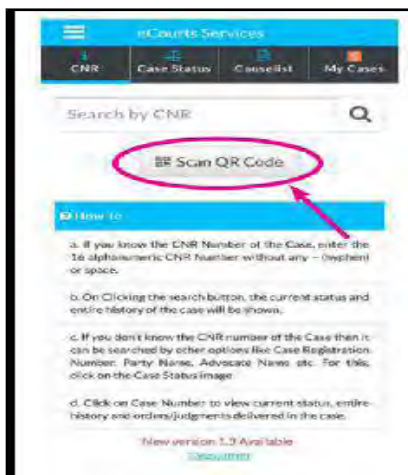 eCourts Services
CNR Case Status Causelist My Cases
Search by CNR
Scan QR Code
How to
a. If you know the CNR Number of the Case, enter the
16 alphanumeric CNR Number without any – (hyphen)
or space.
b. On Clicking the search button, the current status and
entire history of the case will be shown.
c. If you don't know the CNR number of the Case then it
can be searched by other options like Case Registration
Number, Party Name, Advocate Name etc. For this,
click on the Case Status image
d. Click on Case Number to view current status, entire
history and orders/judgments delivered in the case.
New version 1.3 Available